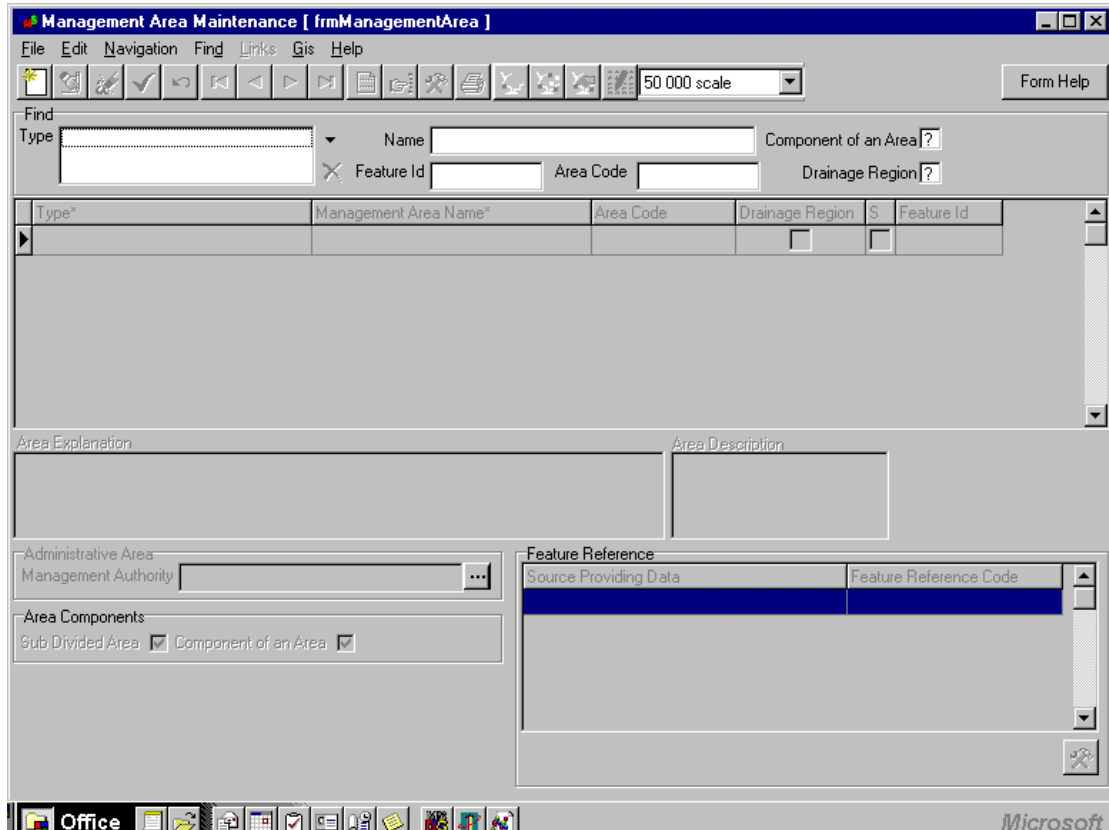 Management Area Maintenance [ frmManagementArea ]
File Edit Navigation Find Links Gis Help
50 000 scale Form Help
Find
Type Name Component of an Area ?
Feature Id Area Code Drainage Region ?
Type* Management Area Name* Area Code Drainage Region S Feature Id
Area Explanation Area Description
Administrative Area Feature Reference
Management Authority ... Source Providing Data Feature Reference Code
Area Components
Sub Divided Area Component of an Area
Office Microsoft